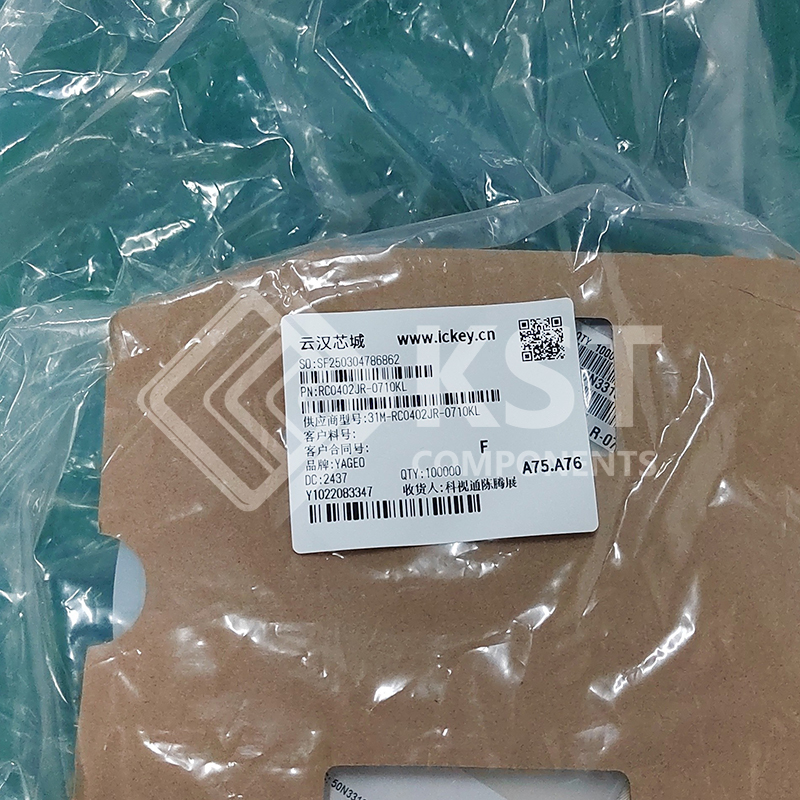 云汉芯城 www.ickey.cn
SO:SF250304786862
PN:RC0402JR-0710KL
供应商型号:31M-RC0402JR-0710KL
客户料号:
客户合同号:
品牌:YAGEO
F
A75.A76
DC:2437 QTY:100000
Y1022083347 收货人:科视通陈腾展
KST
COMPONENTS